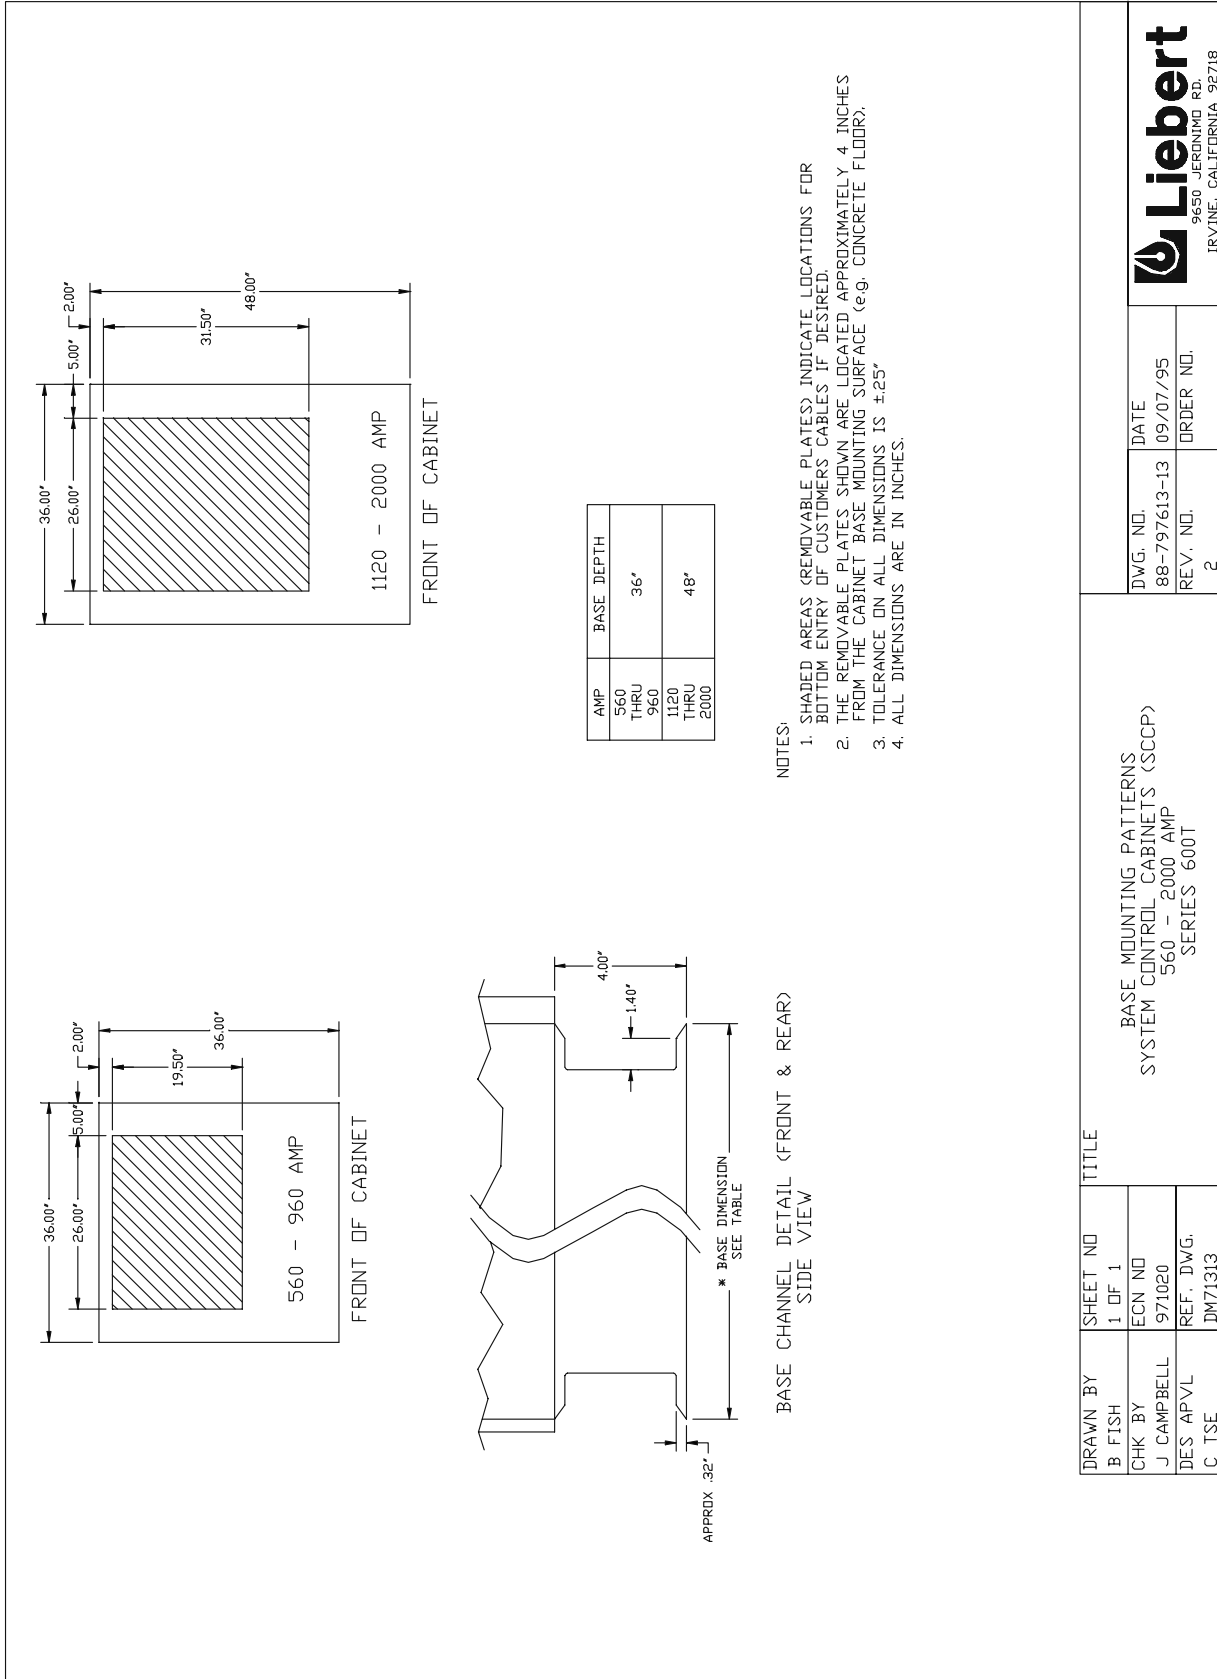 36.00"
26.00"
5.00"
2.00"
19.50"
36.00"
560 - 960 AMP
FRONT OF CABINET
36.00"
26.00"
5.00"
2.00"
31.50"
48.00"
1120 - 2000 AMP
FRONT OF CABINET
4.00"
1.40"
* BASE DIMENSION
SEE TABLE
APPROX .32"
BASE CHANNEL DETAIL (FRONT & REAR)
SIDE VIEW
AMP BASE DEPTH
560
THRU 36"
960
1120
THRU 48"
2000
NOTES:
1. SHADED AREAS (REMOVABLE PLATES) INDICATE LOCATIONS FOR
BOTTOM ENTRY OF CUSTOMERS CABLES IF DESIRED.
2. THE REMOVABLE PLATES SHOWN ARE LOCATED APPROXIMATELY 4 INCHES
FROM THE CABINET BASE MOUNTING SURFACE (e.g. CONCRETE FLOOR).
3. TOLERANCE ON ALL DIMENSIONS IS ±.25"
4. ALL DIMENSIONS ARE IN INCHES.
DRAWN BY
B FISH
CHK BY
J CAMPBELL
DES APVL
C TSE
SHEET NO
1 OF 1
ECN NO
971020
REF. DWG.
DM71313
TITLE
BASE MOUNTING PATTERNS
SYSTEM CONTROL CABINETS (SCCP)
560 - 2000 AMP
SERIES 600T
DWG. NO.
88-797613-13
REV. NO.
2
DATE
09/07/95
ORDER NO.
Liebert
9650 JERONIMO RD.
IRVINE, CALIFORNIA 92718